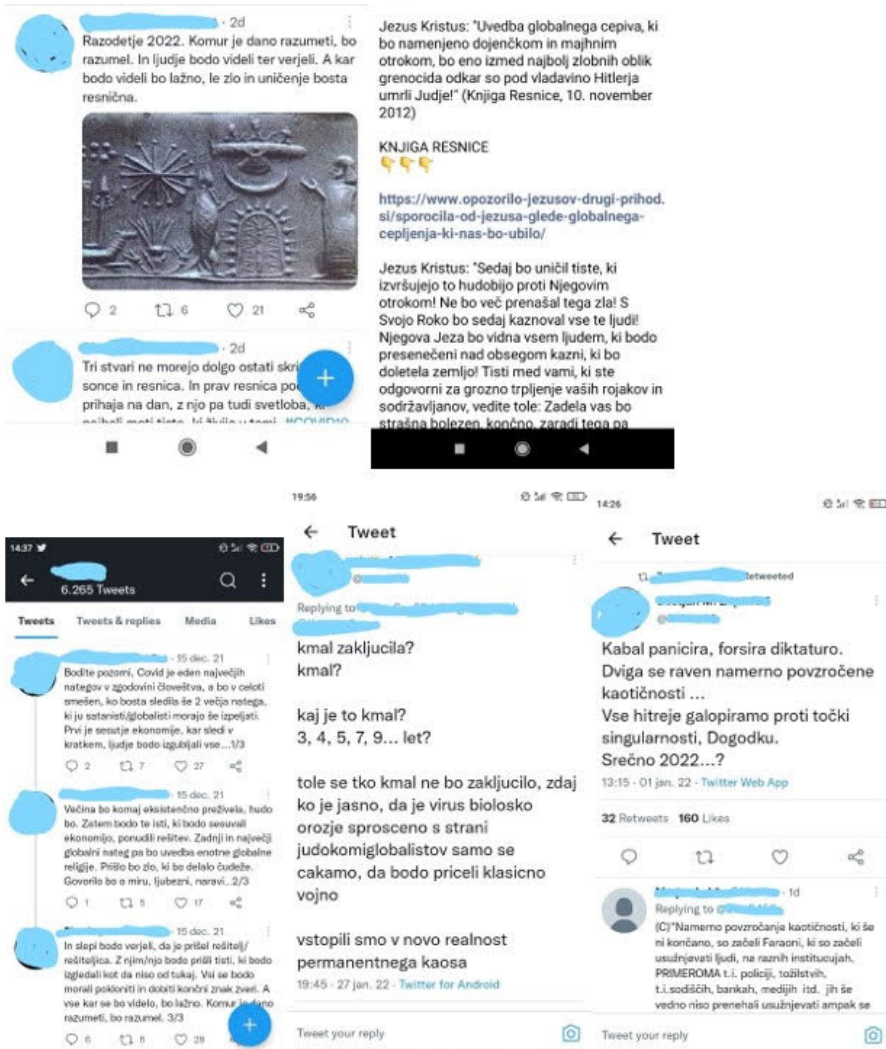 · 2d
Razodetje 2022. Komur je dano razumeti, bo
razumel. In ljudje bodo videli ter verjeli. A kar
bodo videli bo lažno, le zlo in uničenje bosta
resnična.
2 6 21
· 2d
Tri stvari ne morejo dolgo ostati
sonce in resnica. In prav resnica
prihaja na dan, z njo pa tudi svetloba,
Jezus Kristus: "Uvedba globalnega cepiva, ki
bo namenjeno dojenčkom in majhnim
otrokom, bo eno izmed najbolj zlobnih oblik
grenocida odkar so pod vladavino Hitlerja
umrli Judje!" (Knjiga Resnice, 10. november
2012)
KNJIGA RESNICE
👇👇👇
https://www.opozorilo-jezusov-drugi-prihod.
si/sporocila-od-jezusa-glede-globalnega-
cepljenja-ki-nas-bo-ubilo/
Jezus Kristus: "Sedaj bo uničil tiste, ki
izvršujejo to hudobijo proti Njegovim
otrokom! Ne bo več prenašal tega zla! S
Svojo Roko bo sedaj kaznoval vse te ljudi!
Njegova Jeza bo vidna vsem ljudem, ki bodo
presenečeni nad obsegom kazni, ki bo
doletela zemljo! Tisti med vami, ki ste
odgovorni za grozno trpljenje vaših rojakov in
sodržavljanov, vedite tole: Zadela vas bo
strašna bolezen, končno, zaradi tega pa
14:37
6.265 Tweets
Tweets Tweets & replies Media Likes
· 15 dec. 21
Bodite pozorni, Covid je eden največjih
nategov v zgodovini človeštva, a bo v celoti
smešen, ko bosta sledila še 2 večja natega,
ki ju satanisti/globalisti morajo še izpeljati.
Prvi je sesutje ekonomije, kar sledi v
kratkem, ljudje bodo izgubljali vse....1/3
2 7 27
· 15 dec. 21
Večina bo komaj eksistenčno preživela, hudo
bo. Zatem bodo te isti, ki bodo sesuvali
ekonomijo, ponudili rešitev. Zadnji in največji
globalni nateg pa bo uvedba enotne globalne
religije. Prišlo bo zlo, ki bo delalo čudeže.
Govorilo bo o miru, ljubezni, naravi...2/3
1 5 17
· 15 dec. 21
In slepi bodo verjeli, da je prišel rešitelj/
rešiteljica. Z njim/njo bodo prišli tisti, ki bodo
izgledali kot da niso od tukaj. Vsi se bodo
morali pokloniti in dobiti končni znak zveri. A
vse kar se bo videlo, bo lažno. Komur je dano
razumeti, bo razumel. 3/3
6 8 28
19:56
Tweet
Replying to
kmal zakljucila?
kmal?
kaj je to kmal?
3, 4, 5, 7, 9... let?
tole se tko kmal ne bo zakljucilo, zdaj
ko je jasno, da je virus biolosko
orozje sprosceno s strani
judokomiglobalistov samo se
cakamo, da bodo priceli klasicno
vojno
vstopili smo v novo realnost
permanentnega kaosa
19:45 · 27 jan. 22 · Twitter for Android
Tweet your reply
14:26
Tweet
Retweeted
Kabal panicira, forsira diktaturo.
Dviga se raven namerno povzročene
kaotičnosti ...
Vse hitreje galopiramo proti točki
singularnosti, Dogodku.
Srečno 2022...?
13:15 · 01 jan. 22 · Twitter Web App
32 Retweets 160 Likes
· 1d
Replying to
(C)"Namerno povzročanje kaotičnosti, ki še
ni končano, so začeli Faraoni, ki so začeli
usužnjevati ljudi, na raznih institucujah,
PRIMEROMA t.i. policiji, tožilstvih,
t.i.sodiščih, bankah, medijih itd. jih še
vedno niso prenehali usužnjevati ampak se
Tweet your reply